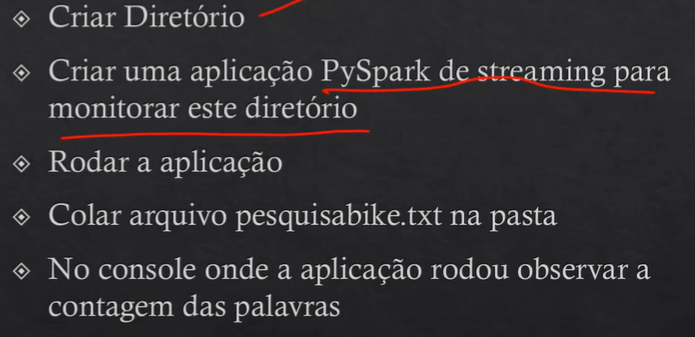 Criar Diretório
Criar uma aplicação PySpark de streaming para
monitorar este diretório
Rodar a aplicação
Colar arquivo pesquisabike.txt na pasta
No console onde a aplicação rodou observar a
contagem das palavras